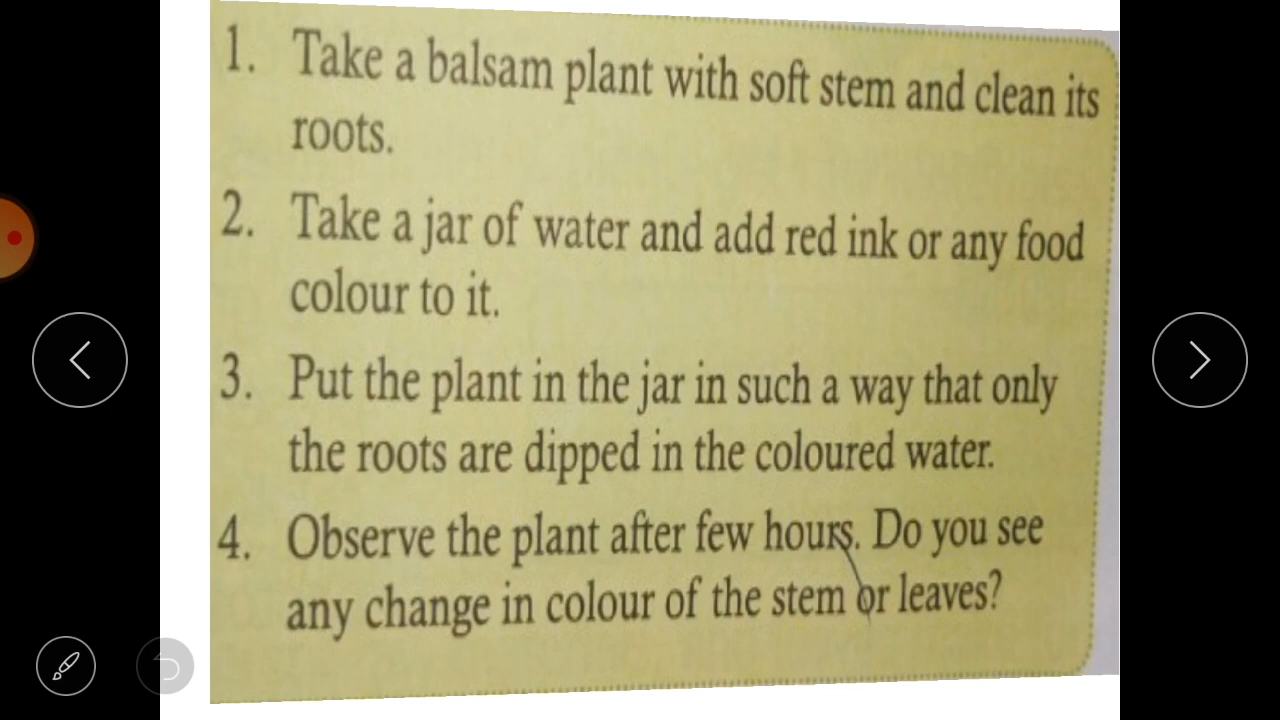 1. Take a balsam plant with soft stem and clean its
roots.
2. Take a jar of water and add red ink or any food
colour to it.
3. Put the plant in the jar in such a way that only
the roots are dipped in the coloured water.
4. Observe the plant after few hours. Do you see
any change in colour of the stem or leaves?